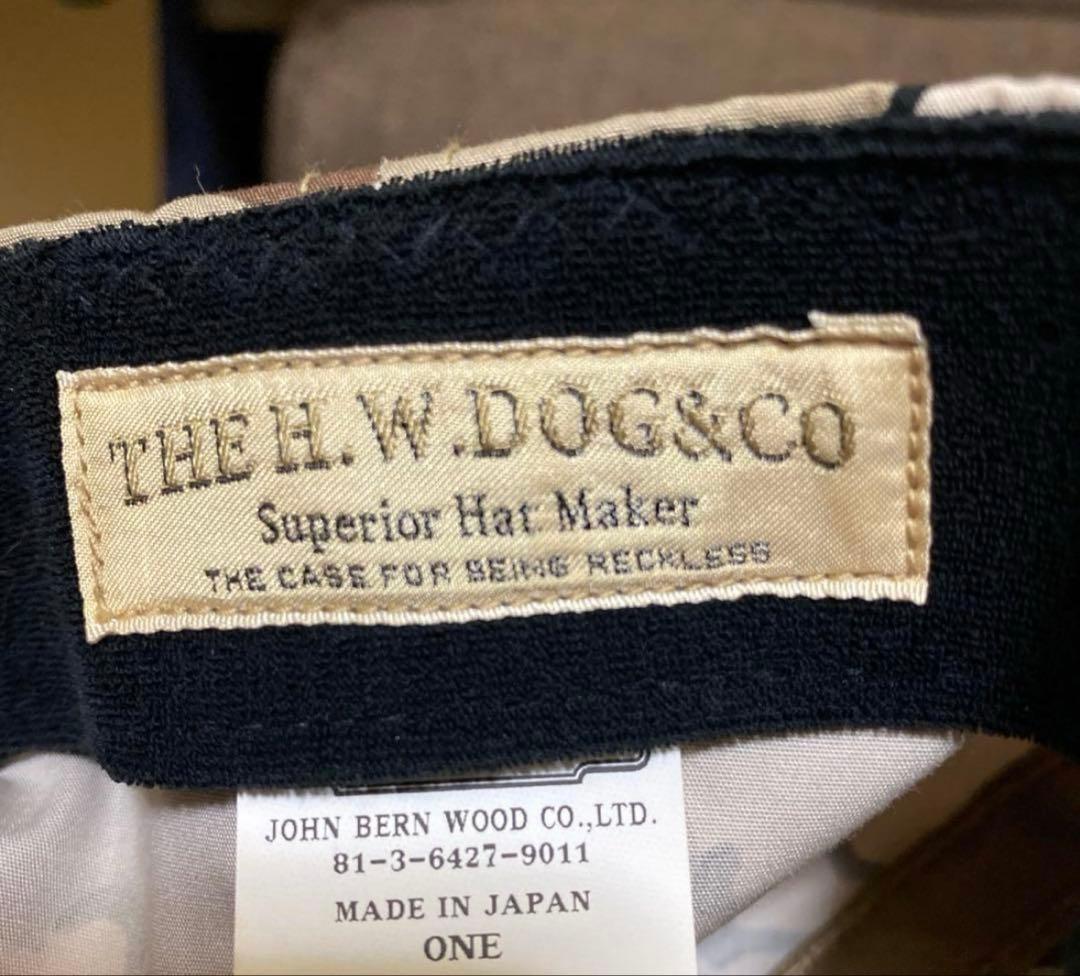 THE H.W.DOG&CO
Superior Hat Maker
THE CASE FOR BEING RECKLESS
JOHN BERN WOOD CO.,LTD.
81-3-6427-9011
MADE IN JAPAN
ONE